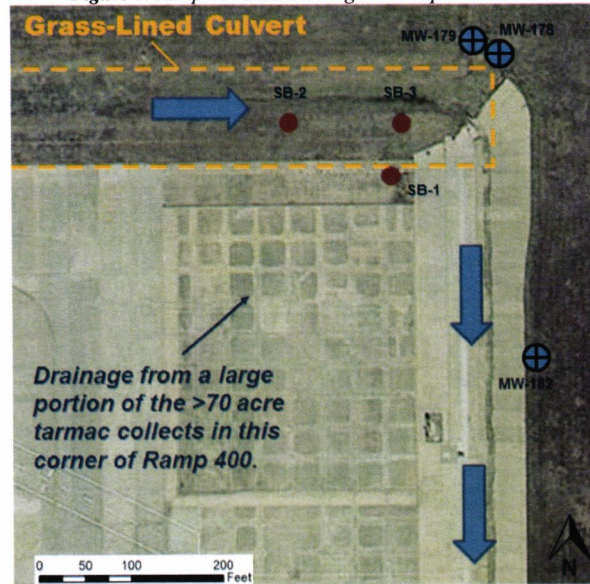 Grass-Lined Culvert
MW-179
MW-178
SB-2
SB-3
SB-1
MW-182
Drainage from a large
portion of the >70 acre
tarmac collects in this
corner of Ramp 400.
0 50 100 200
Feet
N